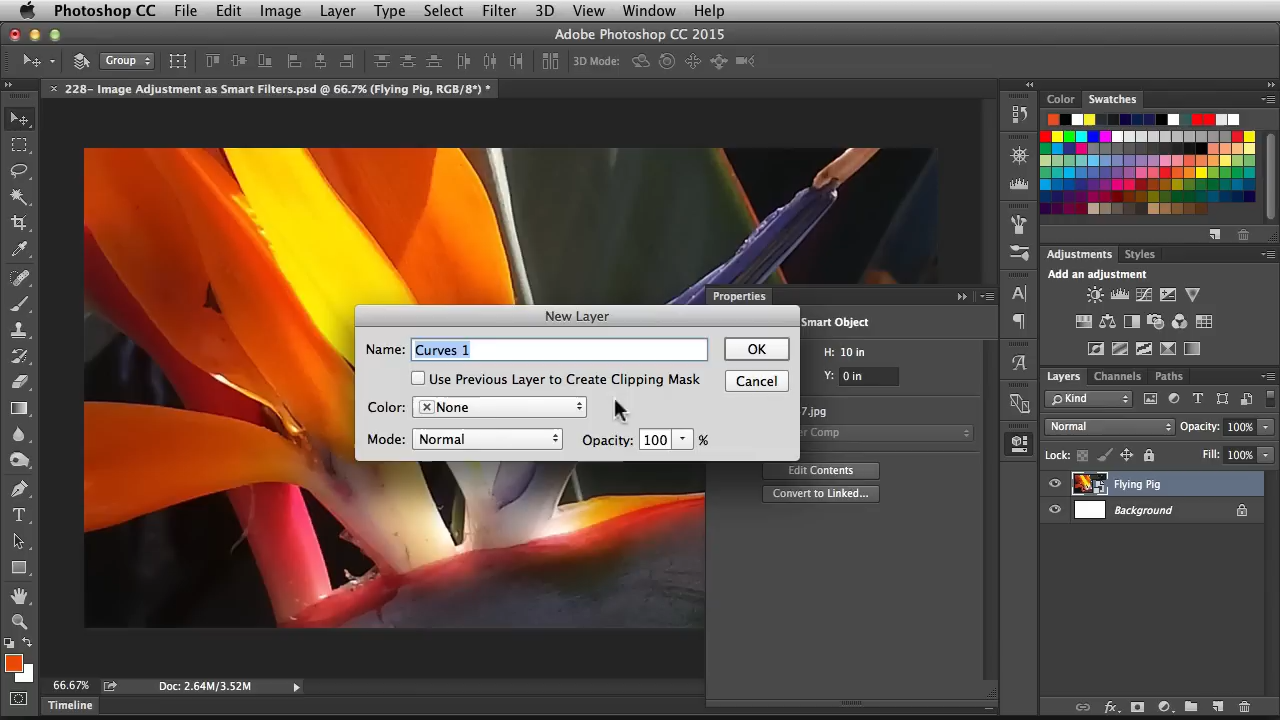 Photoshop CC File Edit Image Layer Type Select Filter 3D View Window Help
Adobe Photoshop CC 2015
Group 3D Mode:
× 228- Image Adjustment as Smart Filters.psd @ 66.7% (Flying Pig, RGB/8*) *
Color Swatches
Adjustments Styles
Add an adjustment
Properties
Smart Object
H: 10 in
Y: 0 in
7.jpg
er Comp
Edit Contents
Convert to Linked...
New Layer
Name: Curves 1 OK
Use Previous Layer to Create Clipping Mask Cancel
Color: None
Mode: Normal Opacity: 100 %
Layers Channels Paths
Kind
Normal Opacity: 100%
Lock: Fill: 100%
Flying Pig
Background
66.67% Doc: 2.64M/3.52M
Timeline